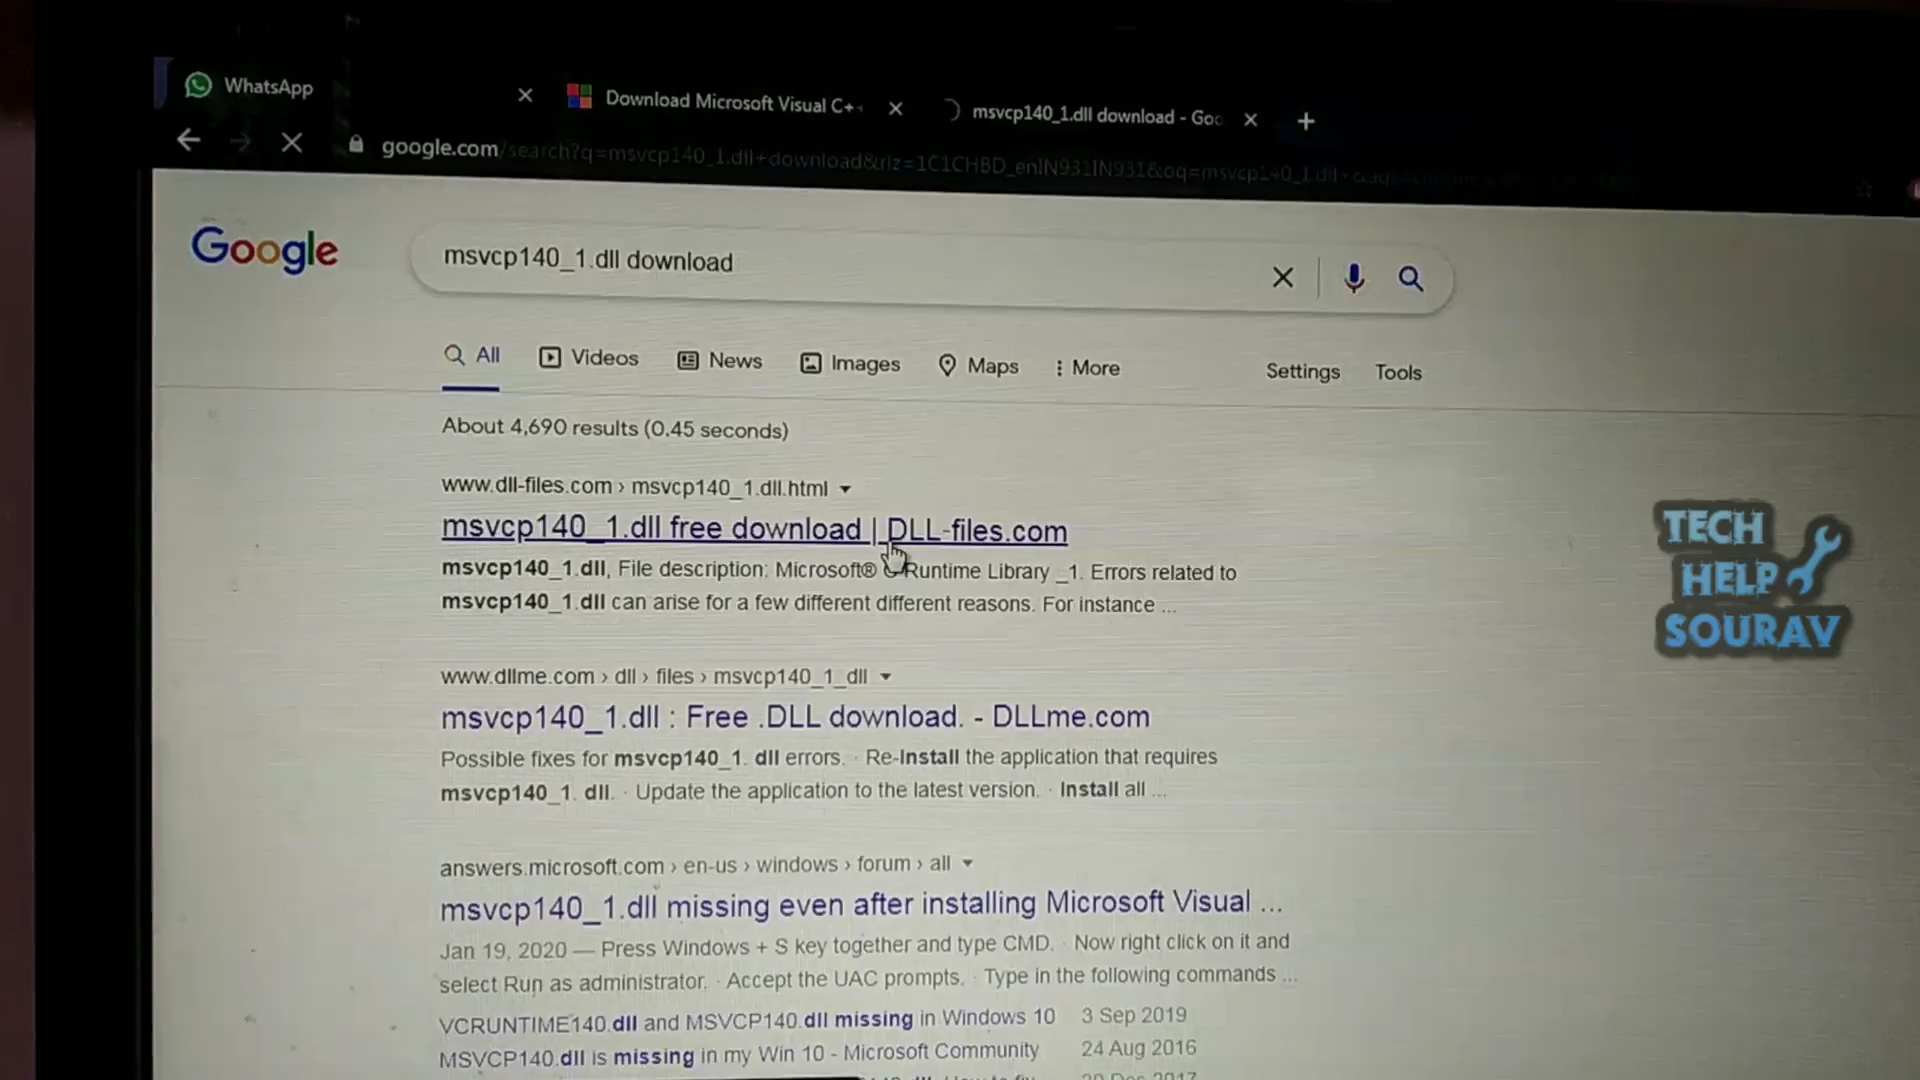 WhatsApp
Download Microsoft Visual C++
msvcp140_1.dll download - Goo
google.com/search?q=msvcp140_1.dll+download&rlz=1C1CHBD_enIN931IN931&oq=msvcp140_1.dll+
Google
msvcp140_1.dll download
All Videos News Images Maps More Settings Tools
About 4,690 results (0.45 seconds)
www.dll-files.com › msvcp140_1.dll.html
msvcp140_1.dll free download | DLL-files.com
msvcp140_1.dll, File description: Microsoft® Runtime Library _1. Errors related to
msvcp140_1.dll can arise for a few different different reasons. For instance ...
TECH
HELP
SOURAV
www.dllme.com › dll › files › msvcp140_1_dll
msvcp140_1.dll : Free .DLL download. - DLLme.com
Possible fixes for msvcp140_1. dll errors. · Re-Install the application that requires
msvcp140_1. dll. · Update the application to the latest version. · Install all ...
answers.microsoft.com › en-us › windows › forum › all
msvcp140_1.dll missing even after installing Microsoft Visual ...
Jan 19, 2020 — Press Windows + S key together and type CMD. · Now right click on it and
select Run as administrator. · Accept the UAC prompts. · Type in the following commands ...
VCRUNTIME140.dll and MSVCP140.dll missing in Windows 10 3 Sep 2019
MSVCP140.dll is missing in my Win 10 - Microsoft Community 24 Aug 2016